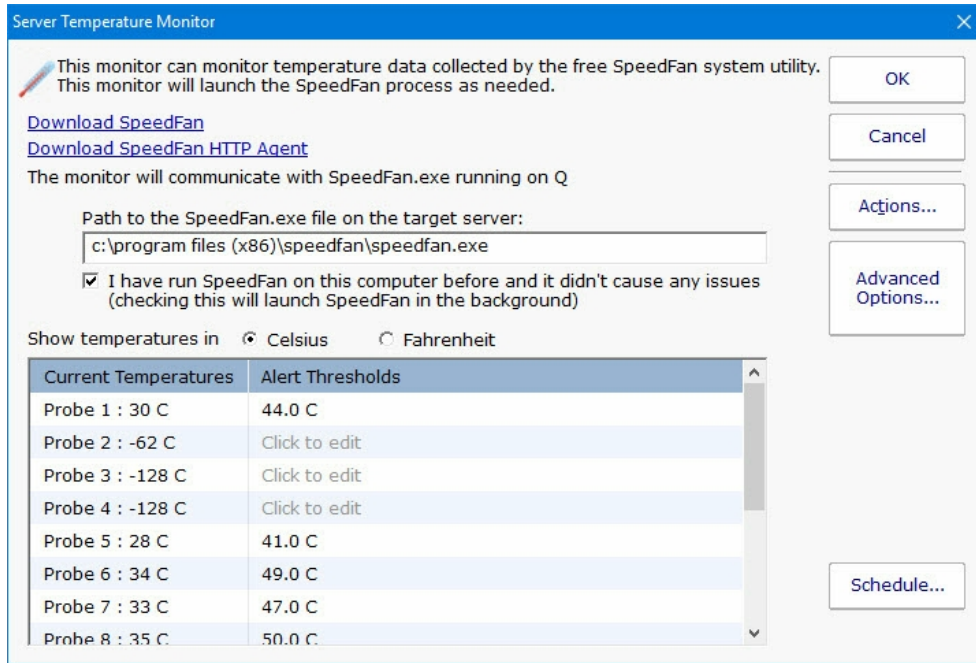 Server Temperature Monitor
This monitor can monitor temperature data collected by the free SpeedFan system utility.
This monitor will launch the SpeedFan process as needed.
OK
Download SpeedFan
Download SpeedFan HTTP Agent
Cancel
The monitor will communicate with SpeedFan.exe running on Q
Actions...
Path to the SpeedFan.exe file on the target server:
c:\program files (x86)\speedfan\speedfan.exe
I have run SpeedFan on this computer before and it didn't cause any issues
(checking this will launch SpeedFan in the background)
Advanced
Options...
Show temperatures in Celsius Fahrenheit
Current Temperatures Alert Thresholds
Probe 1 : 30 C 44.0 C
Probe 2 : -62 C Click to edit
Probe 3 : -128 C Click to edit
Probe 4 : -128 C Click to edit
Probe 5 : 28 C 41.0 C
Probe 6 : 34 C 49.0 C
Probe 7 : 33 C 47.0 C
Probe 8 : 35 C 50.0 C
Schedule...